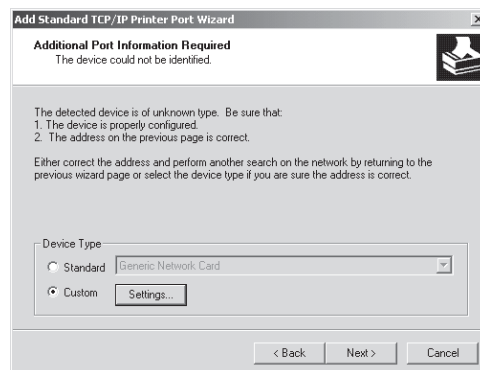 Add Standard TCP/IP Printer Port Wizard
Additional Port Information Required
The device could not be identified.
The detected device is of unknown type. Be sure that:
1. The device is properly configured.
2. The address on the previous page is correct.
Either correct the address and perform another search on the network by returning to the
previous wizard page or select the device type if you are sure the address is correct.
Device Type
Standard Generic Network Card
Custom Settings...
< Back Next > Cancel